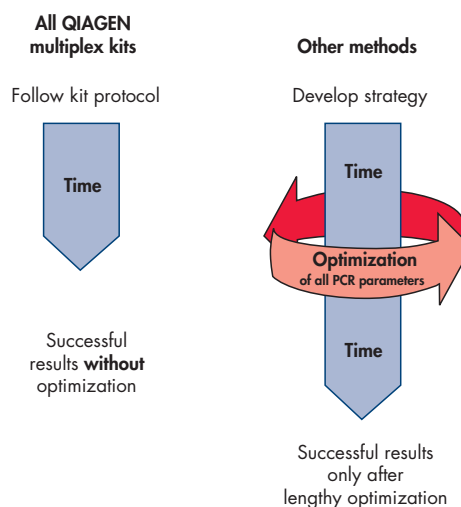 All QIAGEN
multiplex kits
Follow kit protocol
Time
Successful
results without
optimization
Other methods
Develop strategy
Time
Optimization
of all PCR parameters
Time
Successful results
only after
lengthy optimization